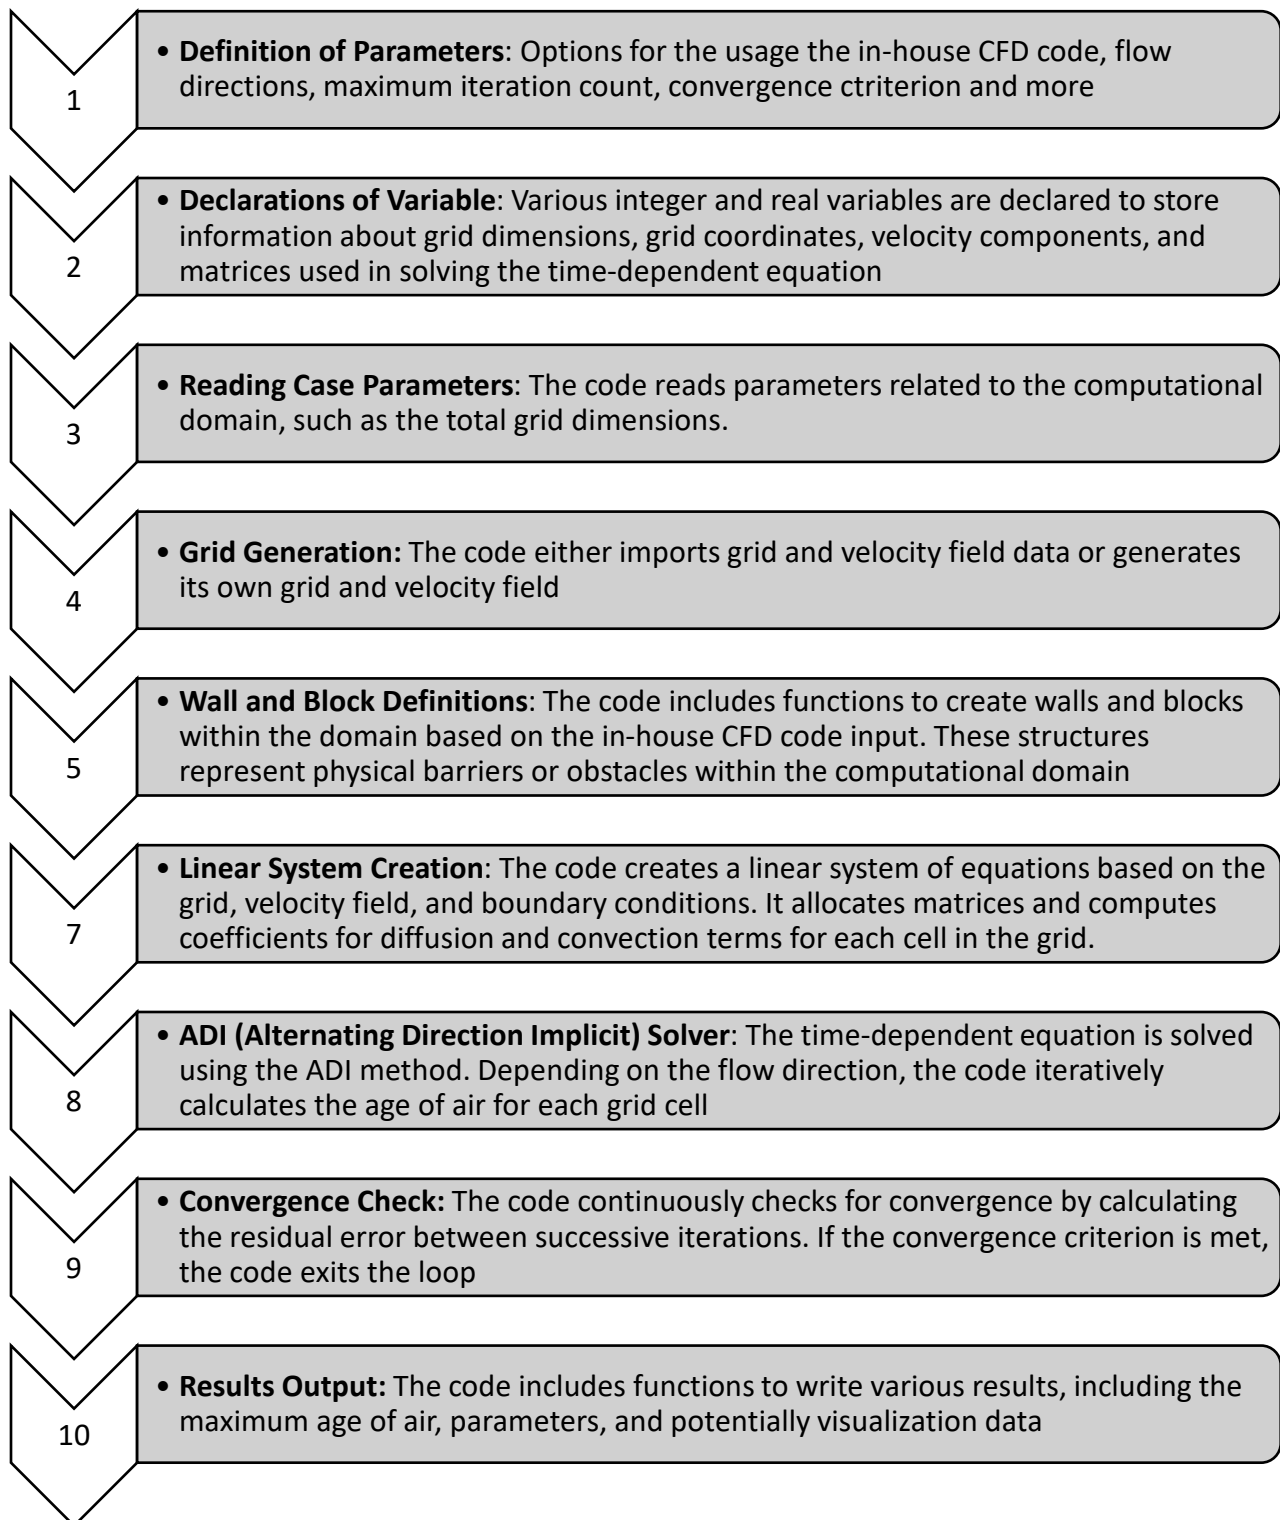 1
• Definition of Parameters: Options for the usage the in-house CFD code, flow
directions, maximum iteration count, convergence ctriterion and more
2
• Declarations of Variable: Various integer and real variables are declared to store
information about grid dimensions, grid coordinates, velocity components, and
matrices used in solving the time-dependent equation
3
• Reading Case Parameters: The code reads parameters related to the computational
domain, such as the total grid dimensions.
4
• Grid Generation: The code either imports grid and velocity field data or generates
its own grid and velocity field
5
• Wall and Block Definitions: The code includes functions to create walls and blocks
within the domain based on the in-house CFD code input. These structures
represent physical barriers or obstacles within the computational domain
7
• Linear System Creation: The code creates a linear system of equations based on the
grid, velocity field, and boundary conditions. It allocates matrices and computes
coefficients for diffusion and convection terms for each cell in the grid.
8
• ADI (Alternating Direction Implicit) Solver: The time-dependent equation is solved
using the ADI method. Depending on the flow direction, the code iteratively
calculates the age of air for each grid cell
9
• Convergence Check: The code continuously checks for convergence by calculating
the residual error between successive iterations. If the convergence criterion is met,
the code exits the loop
10
• Results Output: The code includes functions to write various results, including the
maximum age of air, parameters, and potentially visualization data